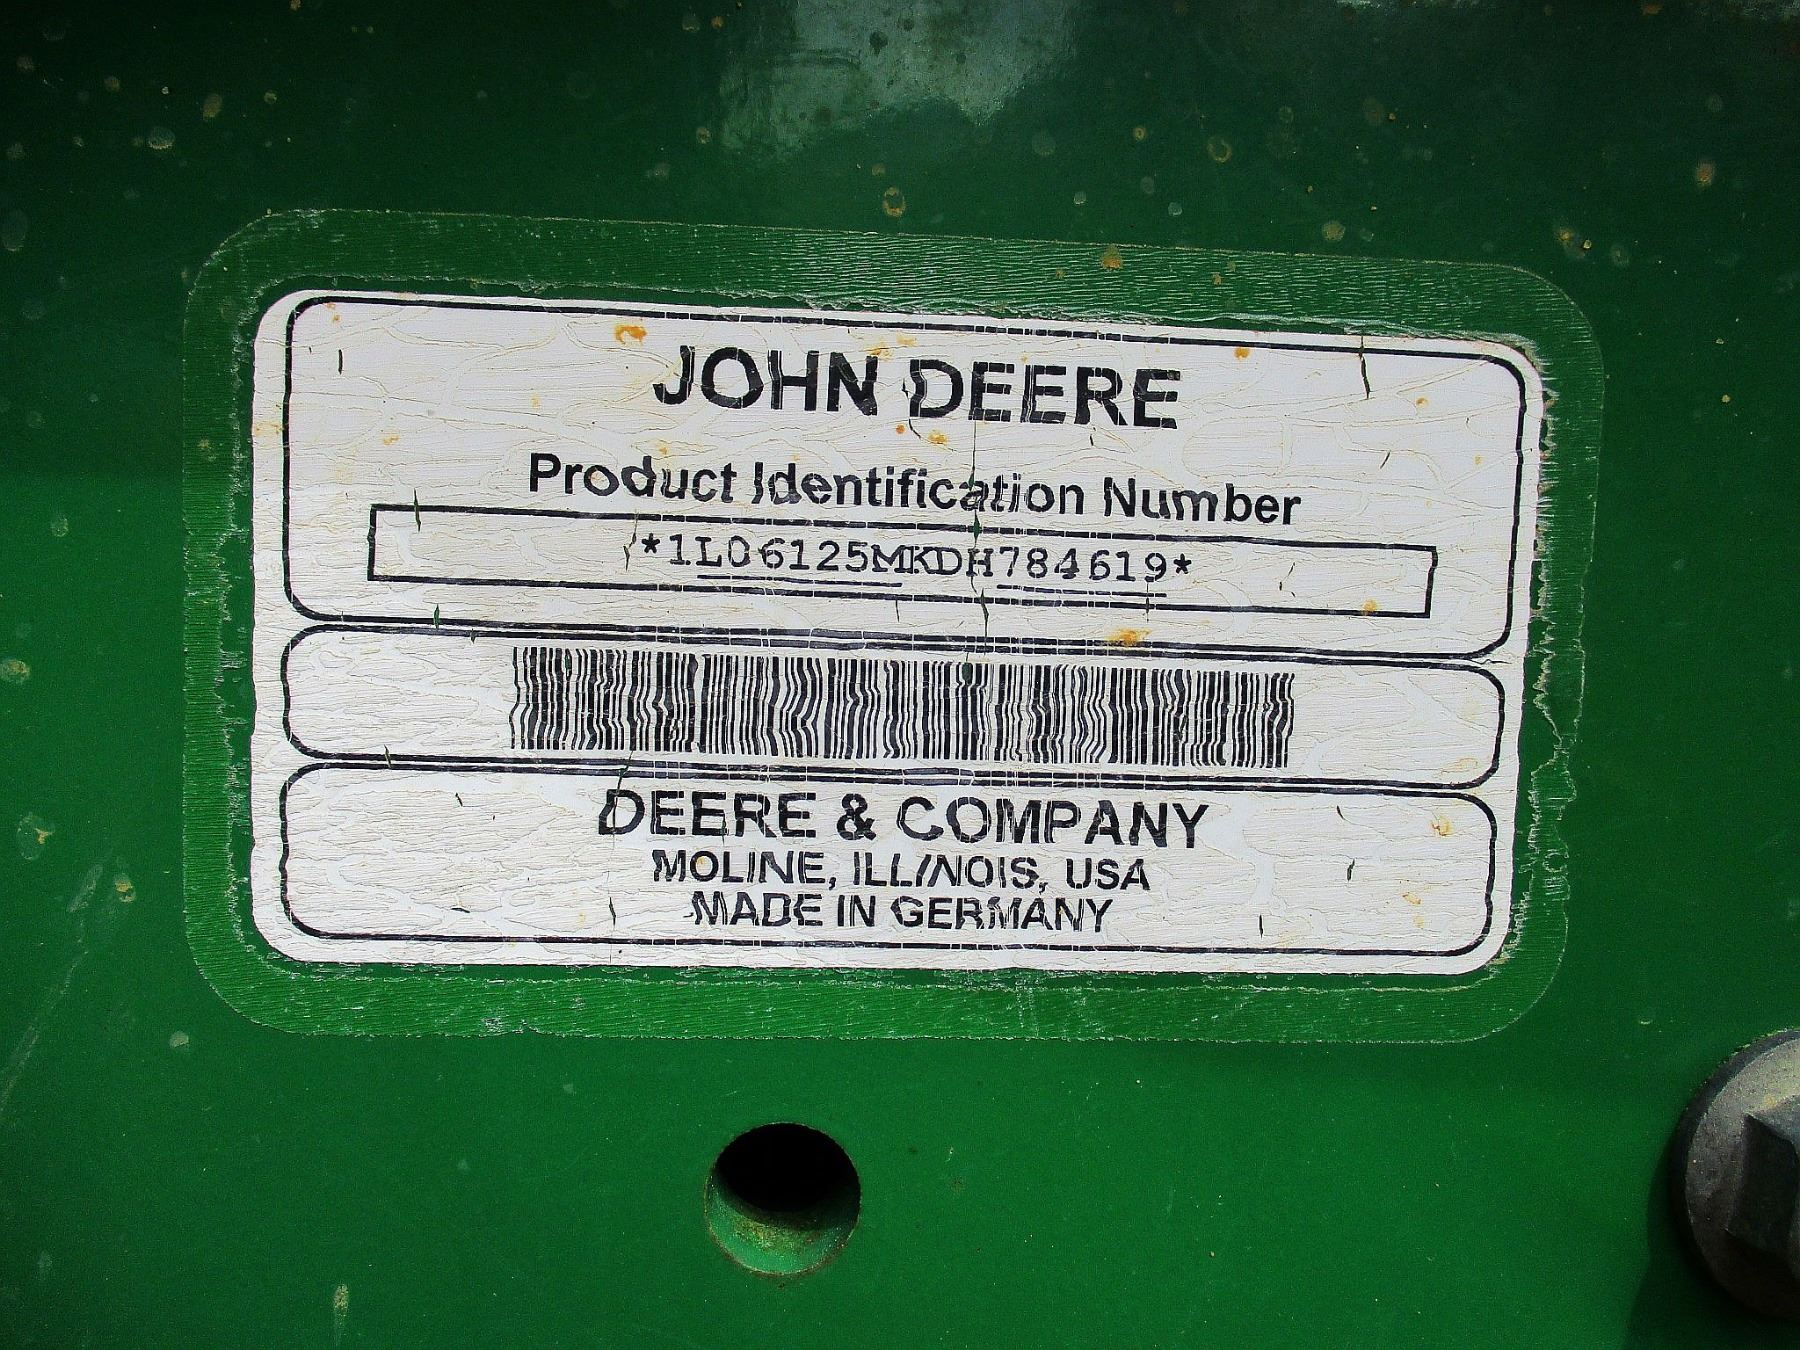 JOHN DEERE
Product Identification Number
*1L06125MKDH784619*
DEERE & COMPANY
MOLINE, ILLINOIS, USA
MADE IN GERMANY